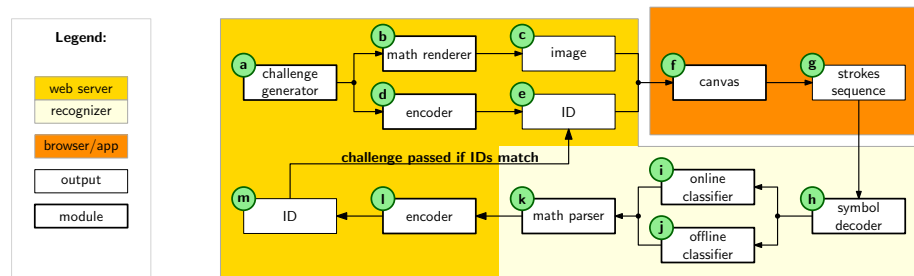 Legend:
web server
recognizer
browser/app
output
module
a
challenge
generator
b
math renderer
c
image
d
encoder
e
ID
f
canvas
g
strokes
sequence
challenge passed if IDs match
m
ID
l
encoder
k
math parser
i
online
classifier
j
offline
classifier
h
symbol
decoder